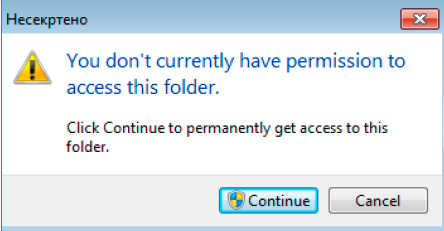 Несекртено
You don't currently have permission to
access this folder.
Click Continue to permanently get access to this
folder.
Continue
Cancel